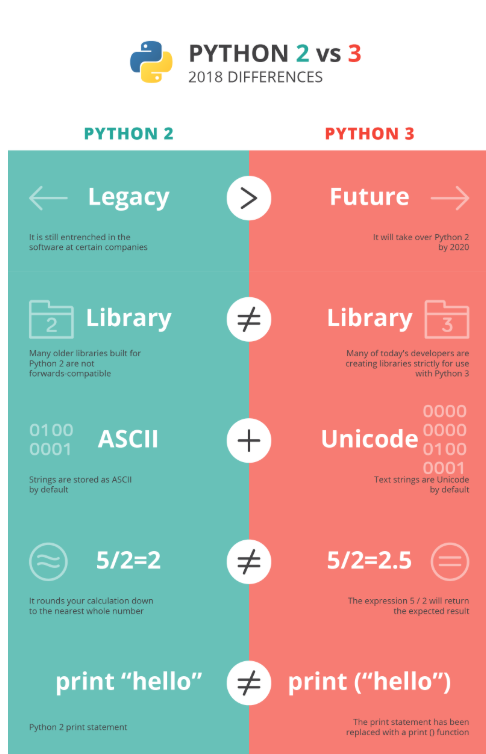 PYTHON 2 vs 3
2018 DIFFERENCES
PYTHON 2
PYTHON 3
Legacy
>
Future
It is still entrenched in the
software at certain companies
It will take over Python 2
by 2020
2
Library
≠
Library
3
Many older libraries built for
Python 2 are not
forwards-compatible
Many of today's developers are
creating libraries strictly for use
with Python 3
0100
0001
ASCII
+
Unicode
0000
0000
0100
0001
Strings are stored as ASCII
by default
Text strings are Unicode
by default
≈
5/2=2
≠
5/2=2.5
=
It rounds your calculation down
to the nearest whole number
The expression 5 / 2 will return
the expected result
print “hello”
≠
print (“hello”)
Python 2 print statement
The print statement has been
replaced with a print () function